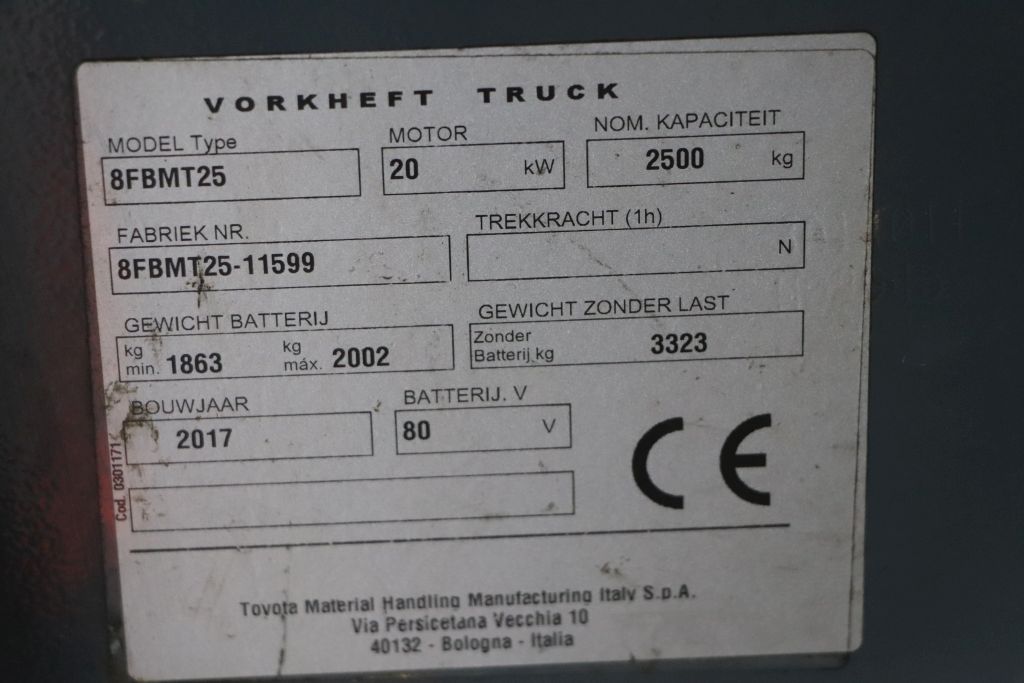 VORKHEFT TRUCK
MODEL Type
MOTOR
NOM. KAPACITEIT
8FBMT25
20 kW
2500 kg
FABRIEK NR.
TREKKRACHT (1h)
8FBMT25-11599
N
GEWICHT BATTERIJ
GEWICHT ZONDER LAST
kg min. 1863 kg máx. 2002
Zonder Batterij kg 3323
BOUWJAAR
BATTERIJ. V
2017
80 V
CE
Cod. 0301171
Toyota Material Handling Manufacturing Italy S.p.A.
Via Persicetana Vecchia 10
40132 - Bologna - Italia